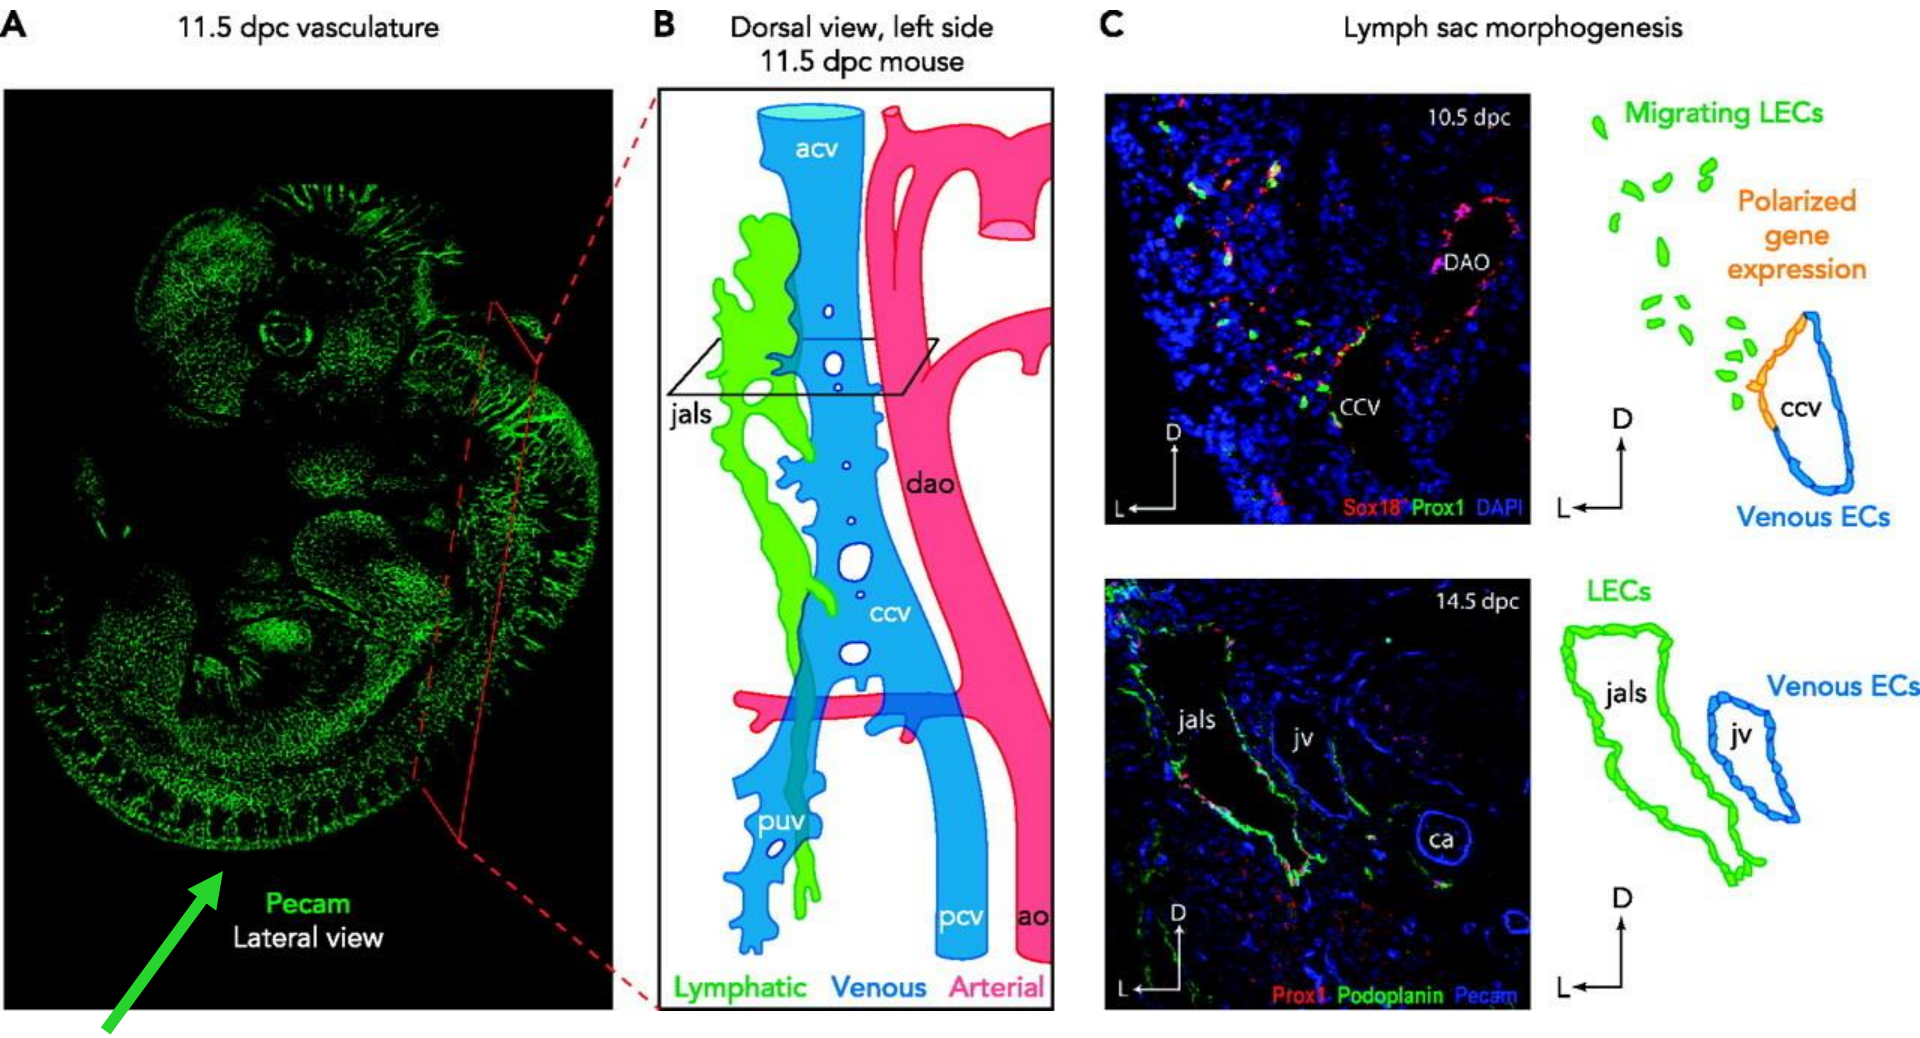 A
11.5 dpc vasculature
Pecam
Lateral view
B
Dorsal view, left side
11.5 dpc mouse
acv
jals
dao
ccv
puv
pcv
ao
Lymphatic Venous Arterial
C
Lymph sac morphogenesis
10.5 dpc
DAO
CCV
D
L
Sox18 Prox1 DAPI
Migrating LECs
Polarized
gene
expression
ccv
D
L
Venous ECs
14.5 dpc
jals
jv
ca
D
L
Prox1 Podoplanin Pecam
LECs
jals
Venous ECs
jv
D
L